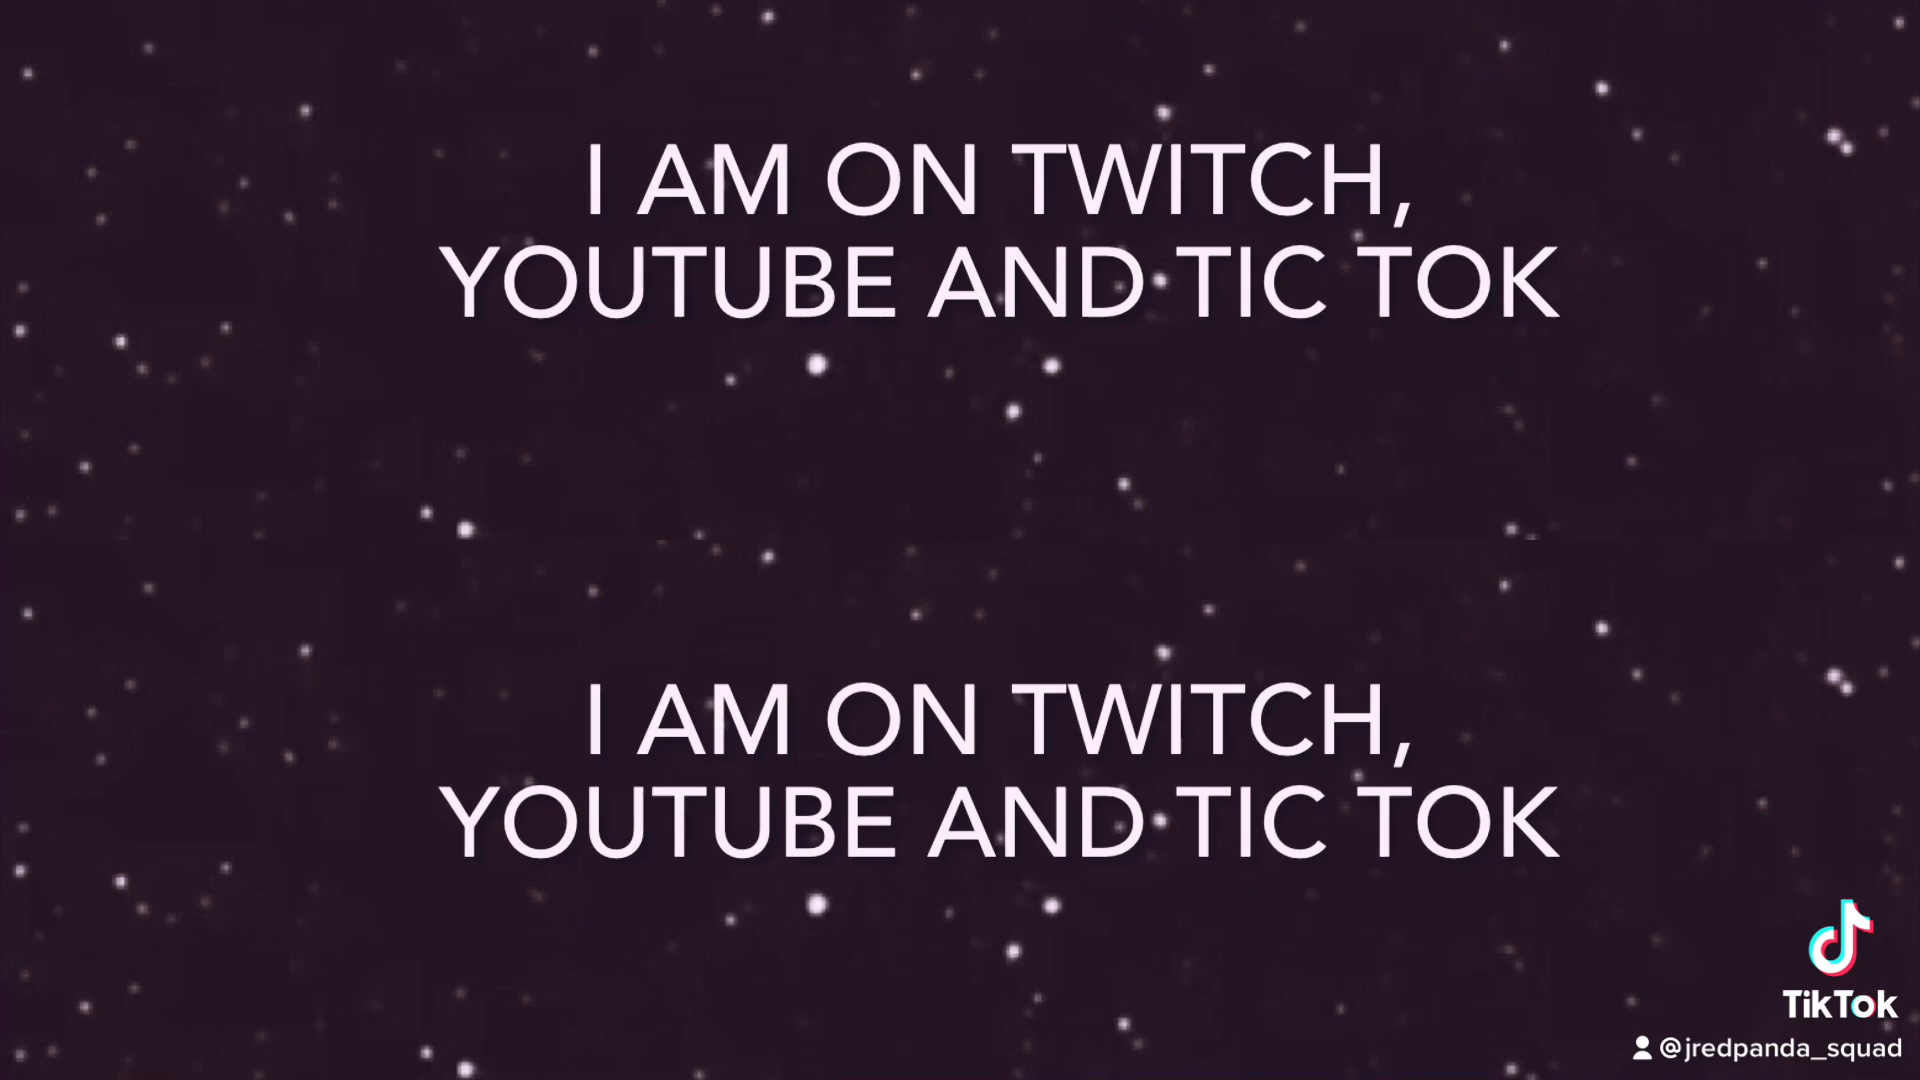 I AM ON TWITCH,
YOUTUBE AND TIC TOK
I AM ON TWITCH,
YOUTUBE AND TIC TOK
TikTok
@jredpanda_squad